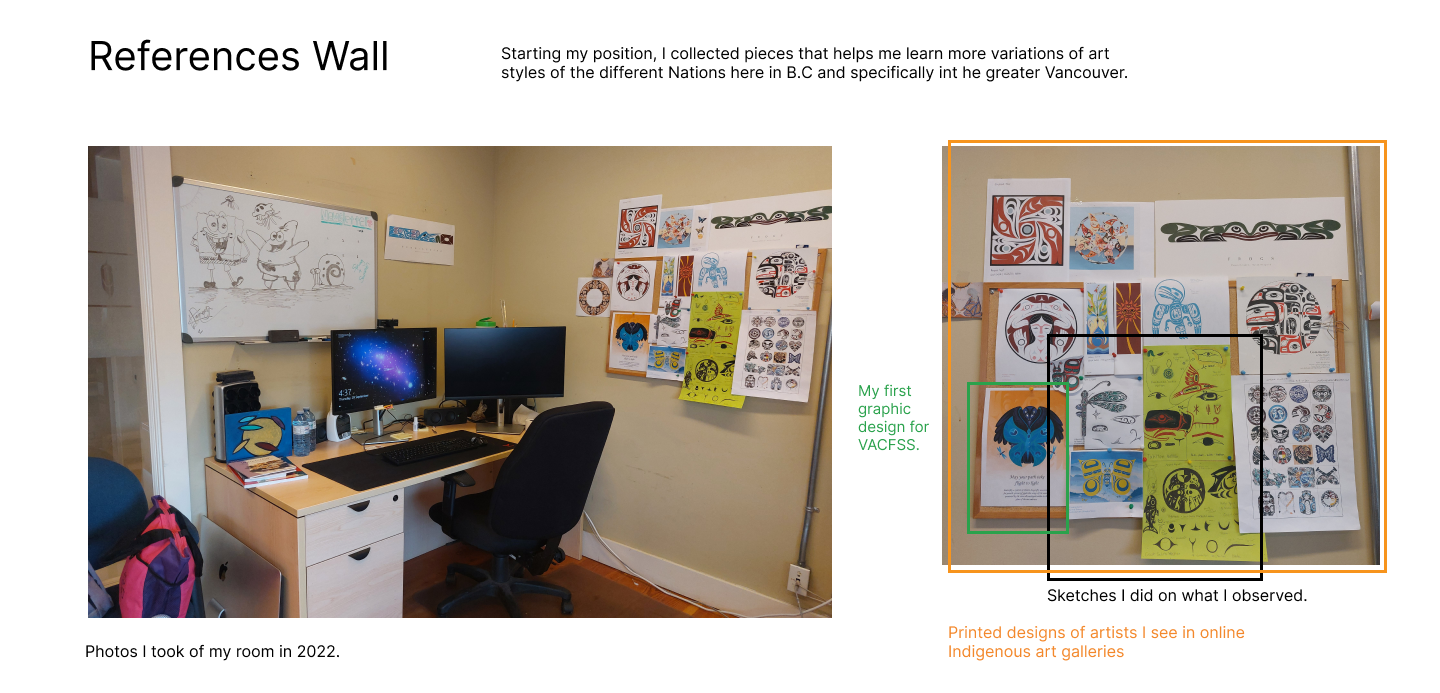 References Wall
Starting my position, I collected pieces that helps me learn more variations of art
styles of the different Nations here in B.C and specifically int he greater Vancouver.
4:37
My first
graphic
design for
VACFSS.
Sketches I did on what I observed.
Printed designs of artists I see in online
Indigenous art galleries
Photos I took of my room in 2022.